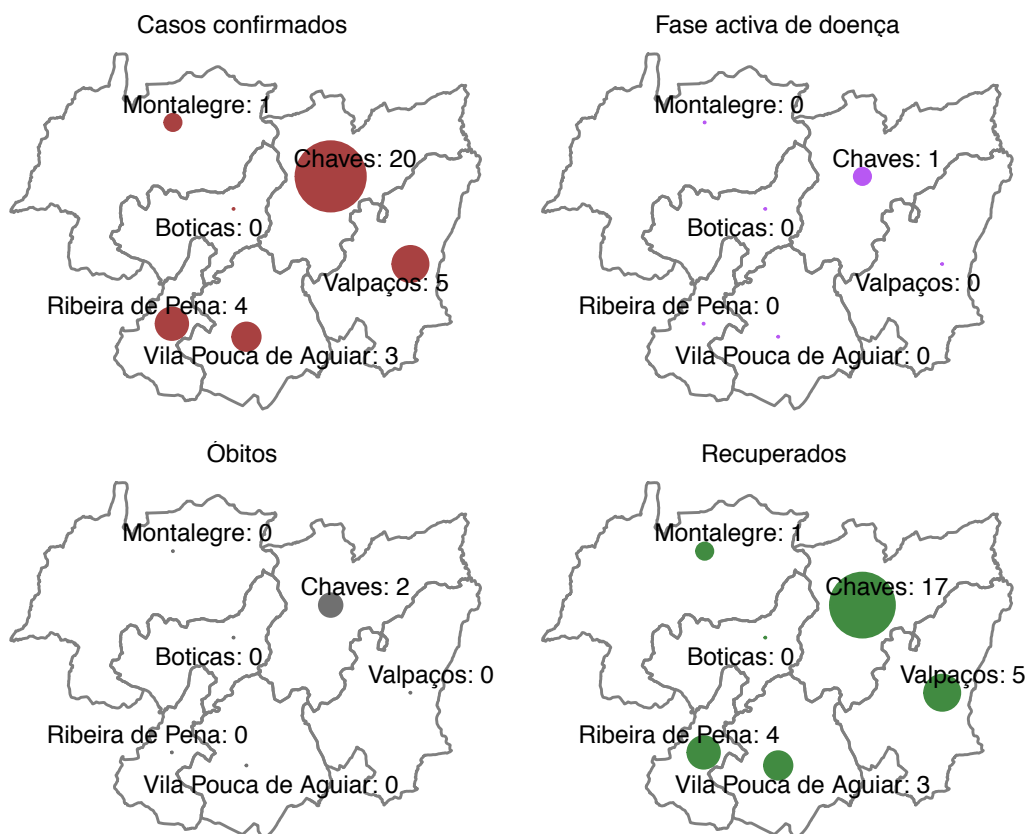 Casos confirmados
Montalegre: 1
Chaves: 20
Boticas: 0
Valpaços: 5
Ribeira de Pena: 4
Vila Pouca de Aguiar: 3
Fase activa de doença
Montalegre: 0
Chaves: 1
Boticas: 0
Valpaços: 0
Ribeira de Pena: 0
Vila Pouca de Aguiar: 0
Óbitos
Montalegre: 0
Chaves: 2
Boticas: 0
Valpaços: 0
Ribeira de Pena: 0
Vila Pouca de Aguiar: 0
Recuperados
Montalegre: 1
Chaves: 17
Boticas: 0
Valpaços: 5
Ribeira de Pena: 4
Vila Pouca de Aguiar: 3